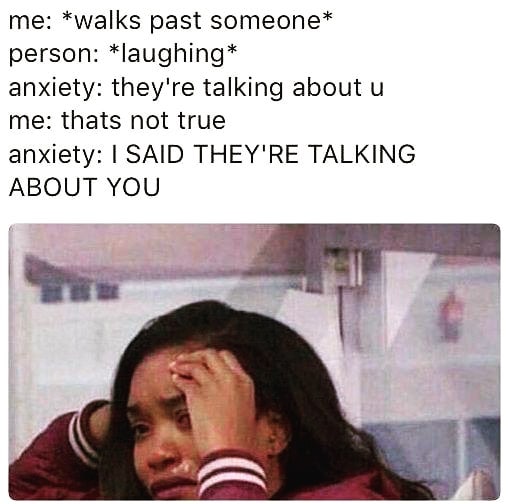 me: *walks past someone*
person: *laughing*
anxiety: they're talking about u
me: thats not true
anxiety: I SAID THEY'RE TALKING
ABOUT YOU